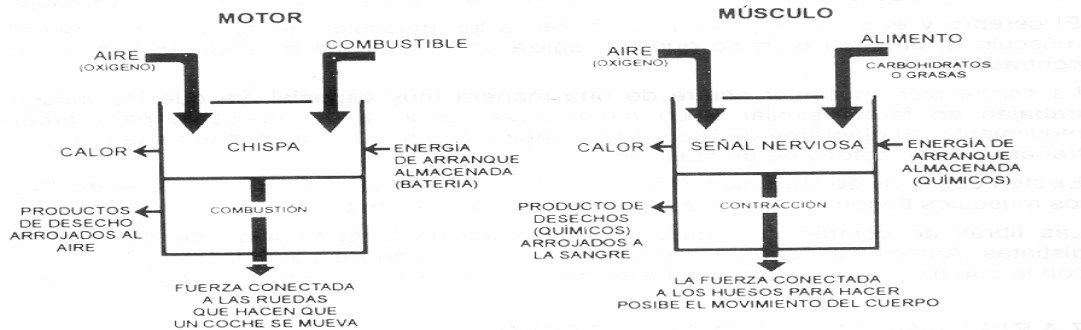 MOTOR
AIRE
(OXÍGENO)
COMBUSTIBLE
CALOR
CHISPA
ENERGÍA
DE ARRANQUE
ALMACENADA
(BATERIA)
PRODUCTOS
DE DESECHO
ARROJADOS AL
AIRE
COMBUSTIÓN
FUERZA CONECTADA
A LAS RUEDAS
QUE HACEN QUE
UN COCHE SE MUEVA
MÚSCULO
AIRE
(OXÍGENO)
ALIMENTO
CARBOHIDRATOS
O GRASAS
CALOR
SEÑAL NERVIOSA
ENERGÍA DE
ARRANQUE
ALMACENADA
(QUÍMICOS)
PRODUCTO DE
DESECHOS
(QUÍMICOS)
ARROJADOS A
LA SANGRE
CONTRACCIÓN
LA FUERZA CONECTADA
A LOS HUESOS PARA HACER
POSIBE EL MOVIMIENTO DEL CUERPO